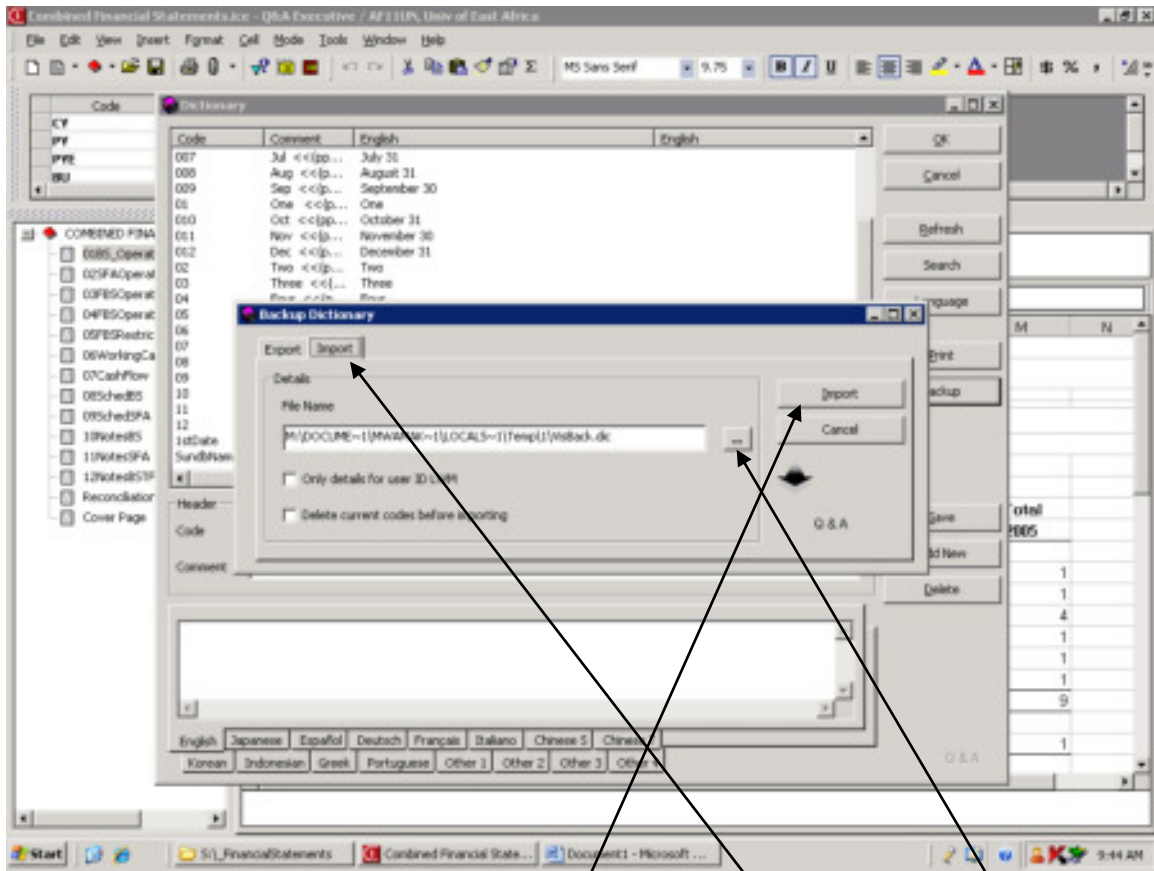 Combined Financial Statements.ice - Q&A Executive / AF11UN, Univ of East Africa
File Edit View Insert Format Cell Mode Tools Window Help
MS Sans Serif 9.75 B I U
Code
CY
PY
PYE
BU
Dictionary
Code Comment English English
007 Jul <<(pp... July 31
008 Aug <<(p... August 31
009 Sep <<(p... September 30
01 One <<(p... One
010 Oct <<(pp... October 31
011 Nov <<(p... November 30
012 Dec <<(p... December 31
02 Two <<(p... Two
03 Three <<(... Three
04 Four <<(p... Four
05
06
07
08
09
10
11
12
1stDate
SundbNam
OK
Cancel
Refresh
Search
Print
Save
Delete
COMBINED FINA
01BS_Operat
02SFAOperat
03FBSOperat
04FBSOperat
05FBSRestric
06WorkingCa
07CashFlow
08SchedBS
09SchedSFA
10NotesBS
11NotesSFA
Reconciliation
Cover Page
Backup Dictionary
Export Import
Details
File Name
Only details for user ID
Delete current codes before importing
Import
Cancel
...
Q & A
Header
Code
Comment
M N
2005
1
1
4
1
1
1
9
1
English Japanese Español Deutsch Français Italiano Chinese S
Korean Indonesian Greek Portuguese Other 1 Other 2 Other 3 Other
Q & A
Start S:\_FinancialStatements Combined Financial State... Document1 - Microsoft ... 9:44 AM